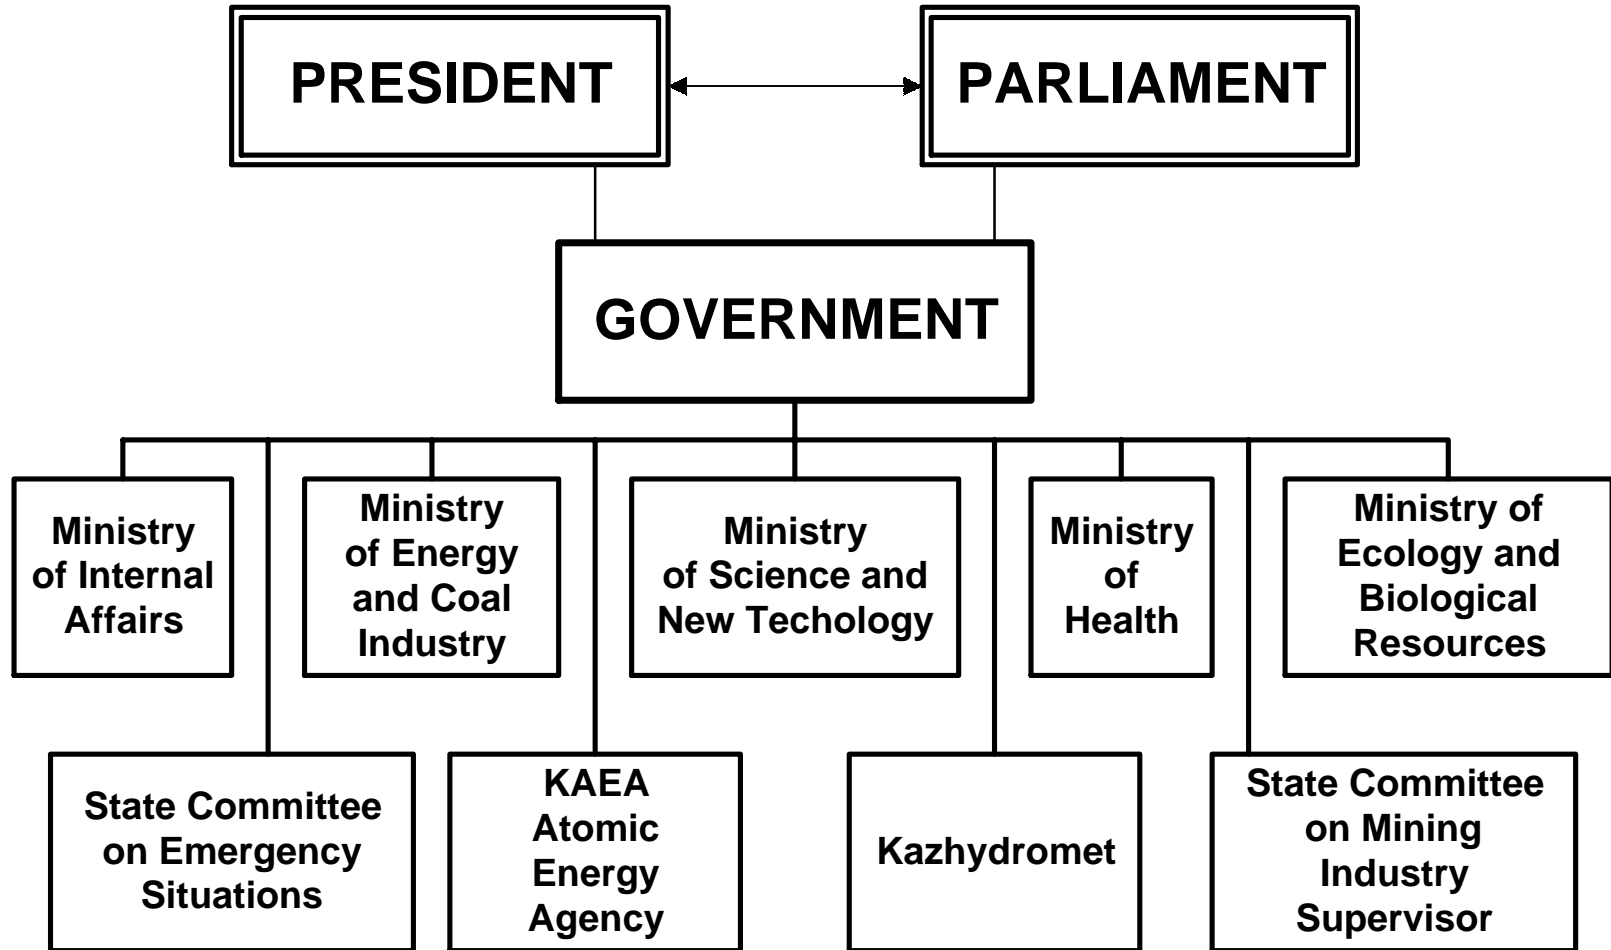 PRESIDENT
PARLIAMENT
GOVERNMENT
Ministry
of Internal
Affairs
Ministry
of Energy
and Coal
Industry
Ministry
of Science and
New Techology
Ministry
of
Health
Ministry of
Ecology and
Biological
Resources
State Committee
on Emergency
Situations
KAEA
Atomic
Energy
Agency
Kazhydromet
State Committee
on Mining
Industry
Supervisor